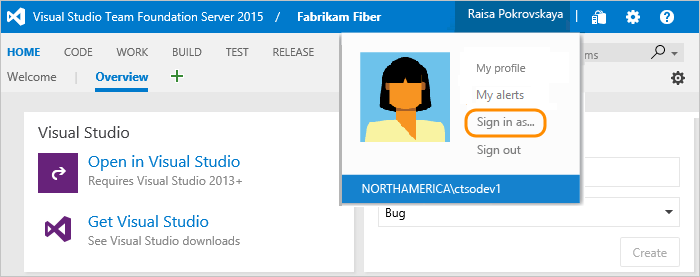 Visual Studio Team Foundation Server 2015 / Fabrikam Fiber Raisa Pokrovskaya
HOME CODE WORK BUILD TEST RELEASE
Welcome Overview
My profile
My alerts
Sign in as...
Sign out
NORTHAMERICA\ctsodev1
Visual Studio
Open in Visual Studio
Requires Visual Studio 2013+
Get Visual Studio
See Visual Studio downloads
Bug
Create